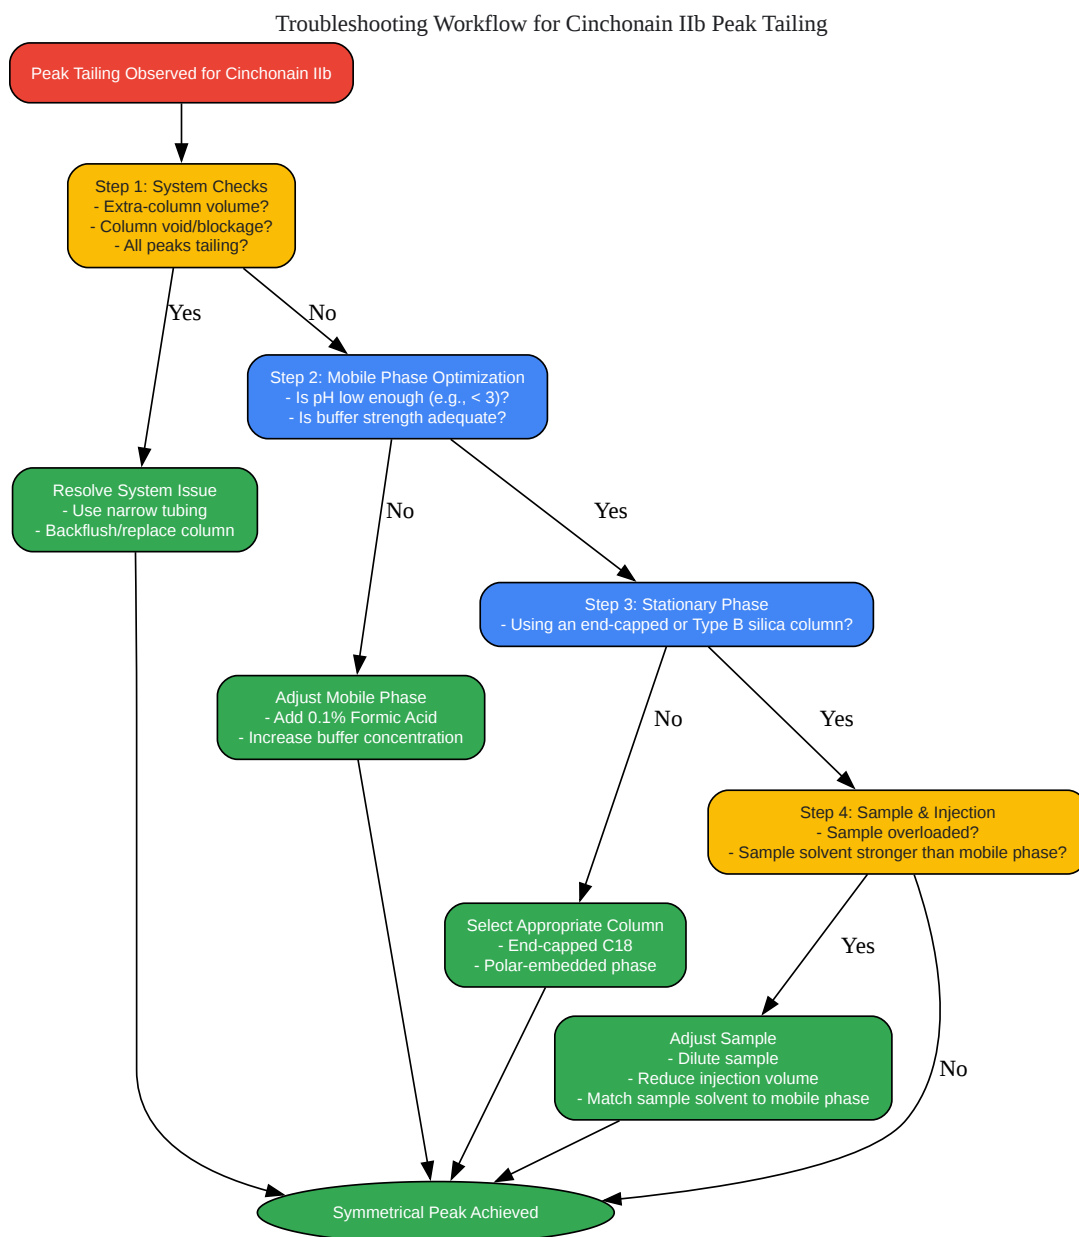 Troubleshooting Workflow for Cinchonain IIb Peak Tailing
Peak Tailing Observed for Cinchonain IIb
Step 1: System Checks
- Extra-column volume?
- Column void/blockage?
- All peaks tailing?
Yes
No
Step 2: Mobile Phase Optimization
- Is pH low enough (e.g., < 3)?
- Is buffer strength adequate?
Resolve System Issue
- Use narrow tubing
- Backflush/replace column
No
Yes
Step 3: Stationary Phase
- Using an end-capped or Type B silica column?
Adjust Mobile Phase
- Add 0.1% Formic Acid
- Increase buffer concentration
No
Yes
Step 4: Sample & Injection
- Sample overloaded?
- Sample solvent stronger than mobile phase?
Select Appropriate Column
- End-capped C18
- Polar-embedded phase
Yes
Adjust Sample
- Dilute sample
- Reduce injection volume
- Match sample solvent to mobile phase
No
Symmetrical Peak Achieved